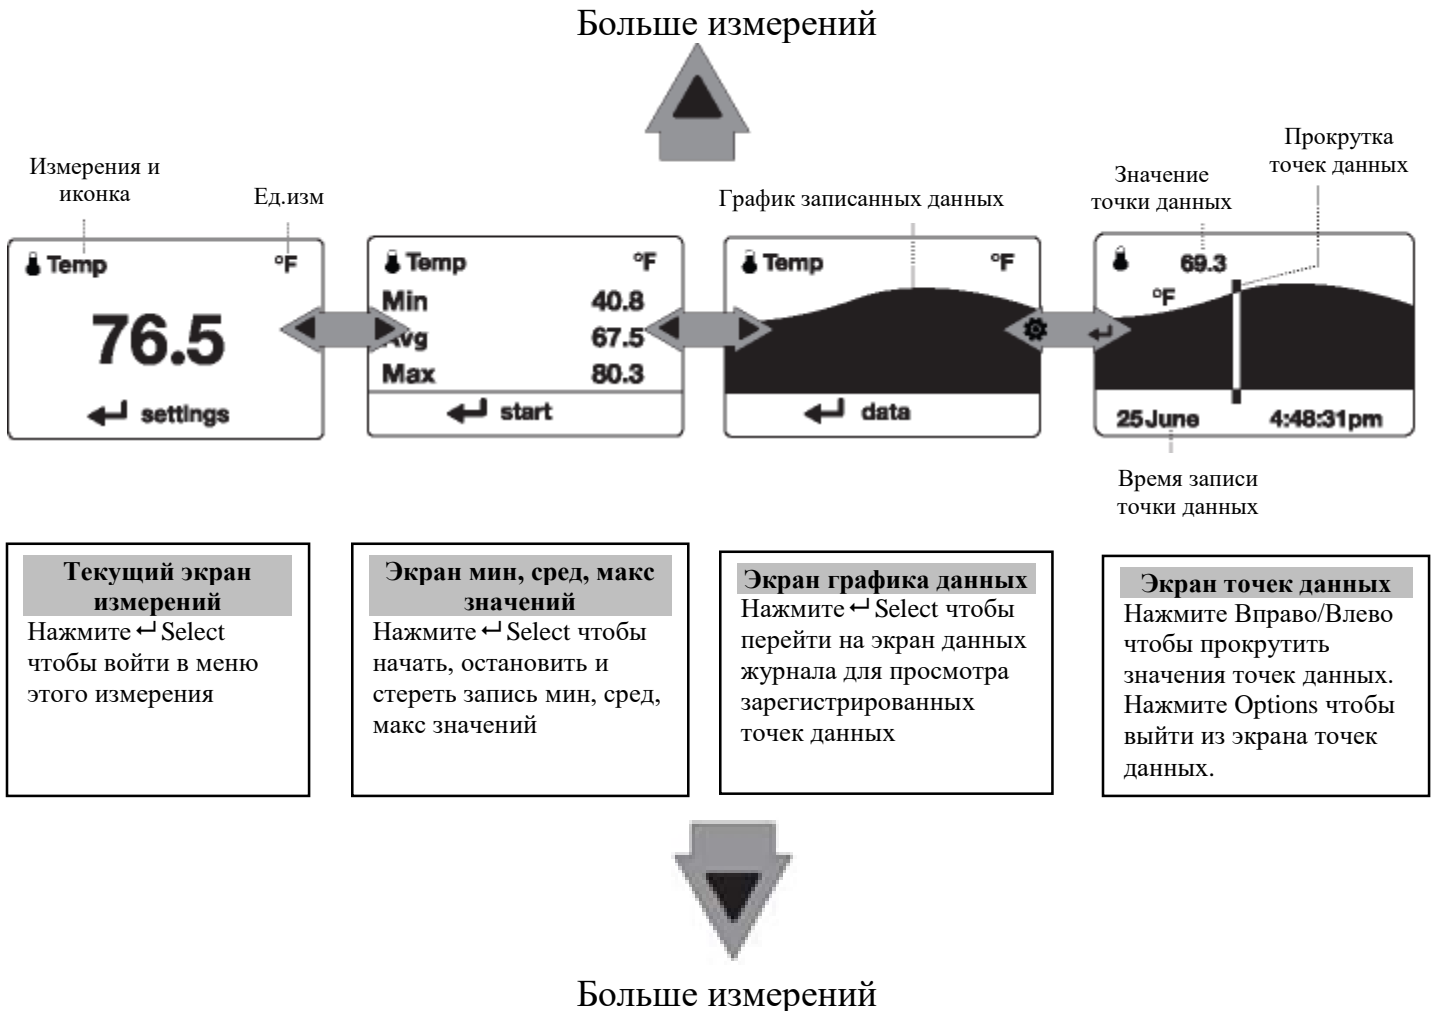 Больше измерений
Измерения и
иконка
Ед.изм
График записанных данных
Значение
точки данных
Прокрутка
точек данных
Temp °F
76.5
↵ settings
Temp °F
Min 40.8
Avg 67.5
Max 80.3
↵ start
Temp °F
↵ data
69.3
°F
25 June 4:48:31pm
Время записи
точки данных
Текущий экран
измерений
Нажмите ↵ Select
чтобы войти в меню
этого измерения
Экран мин, сред, макс
значений
Нажмите ↵ Select чтобы
начать, остановить и
стереть запись мин, сред,
макс значений
Экран графика данных
Нажмите ↵ Select чтобы
перейти на экран данных
журнала для просмотра
зарегистрированных
точек данных
Экран точек данных
Нажмите Вправо/Влево
чтобы прокрутить
значения точек данных.
Нажмите Options чтобы
выйти из экрана точек
данных.
Больше измерений